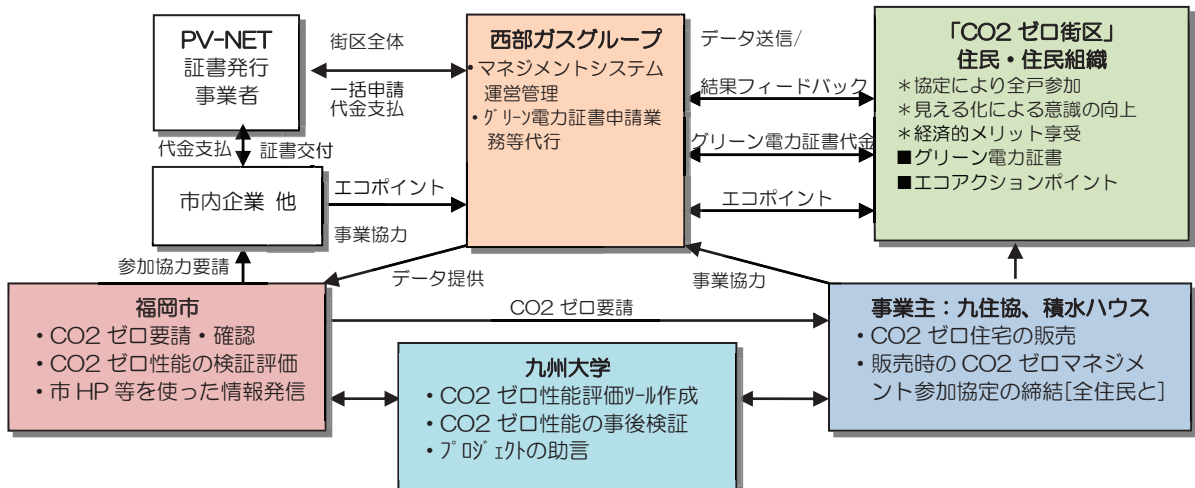 PV-NET
証書発行
事業者
街区全体
一括申請
代金支払
西部ガスグループ
・マネジメントシステム
運営管理
・グリーン電力証書申請業
務等代行
データ送信/
結果フィードバック
グリーン電力証書代金
エコポイント
「CO2 ゼロ街区」
住民・住民組織
＊協定により全戸参加
＊見える化による意識の向上
＊経済的メリット享受
■グリーン電力証書
■エコアクションポイント
代金支払
証書交付
市内企業 他
エコポイント
事業協力
参加協力要請
データ提供
事業協力
福岡市
・CO2 ゼロ要請・確認
・CO2 ゼロ性能の検証評価
・市 HP 等を使った情報発信
CO2 ゼロ要請
事業主：九住協、積水ハウス
・CO2 ゼロ住宅の販売
・販売時の CO2 ゼロマネジメ
ント参加協定の締結[全住民と]
九州大学
・CO2 ゼロ性能評価ツール作成
・CO2 ゼロ性能の事後検証
・プロジェクトの助言